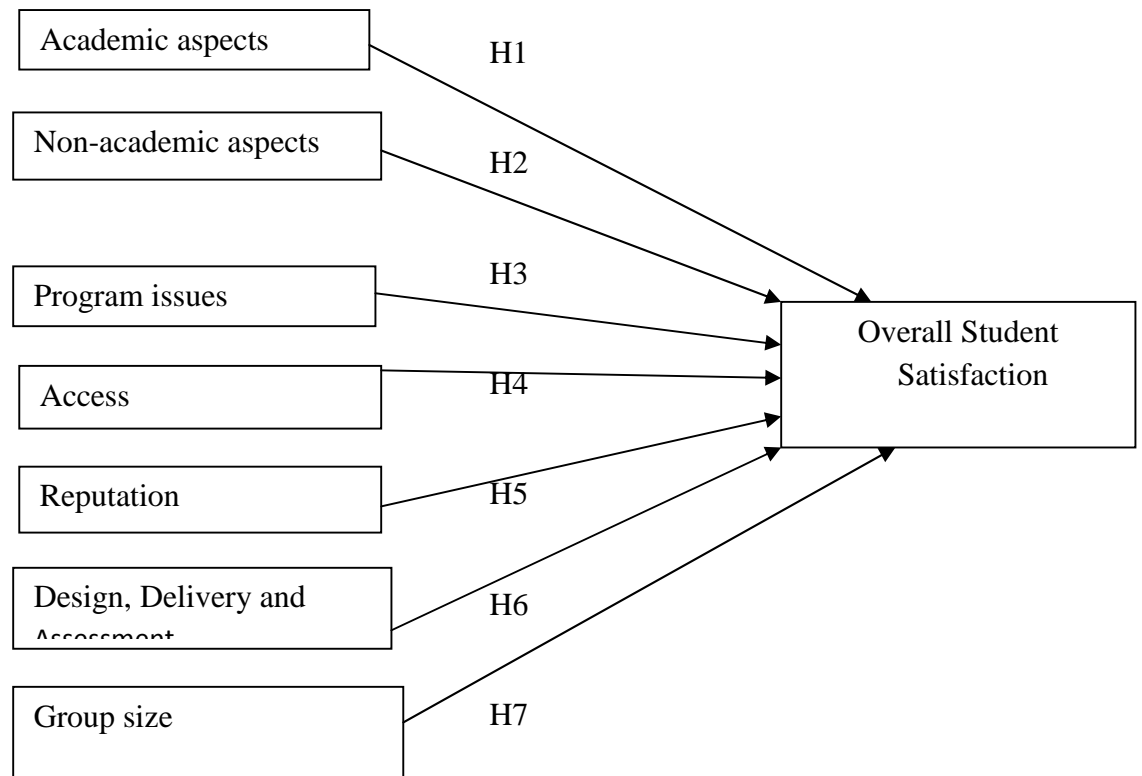 Academic aspects
H1
Non-academic aspects
H2
Program issues
H3
Overall Student
Satisfaction
Access
H4
Reputation
H5
Design, Delivery and
Assessment
H6
Group size
H7